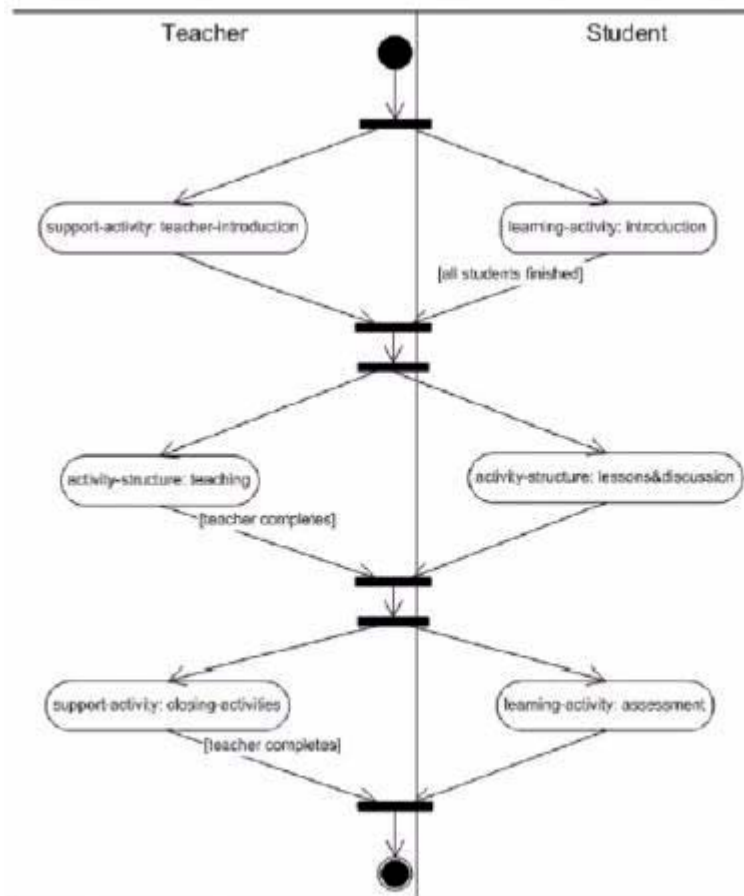 Teacher
Student
support-activity: teacher-introduction
learning-activity: introduction
[all students finished]
activity-structure: teaching
activity-structure: lessons&discussion
[teacher completes]
support-activity: closing-activities
learning-activity: assessment
[teacher completes]